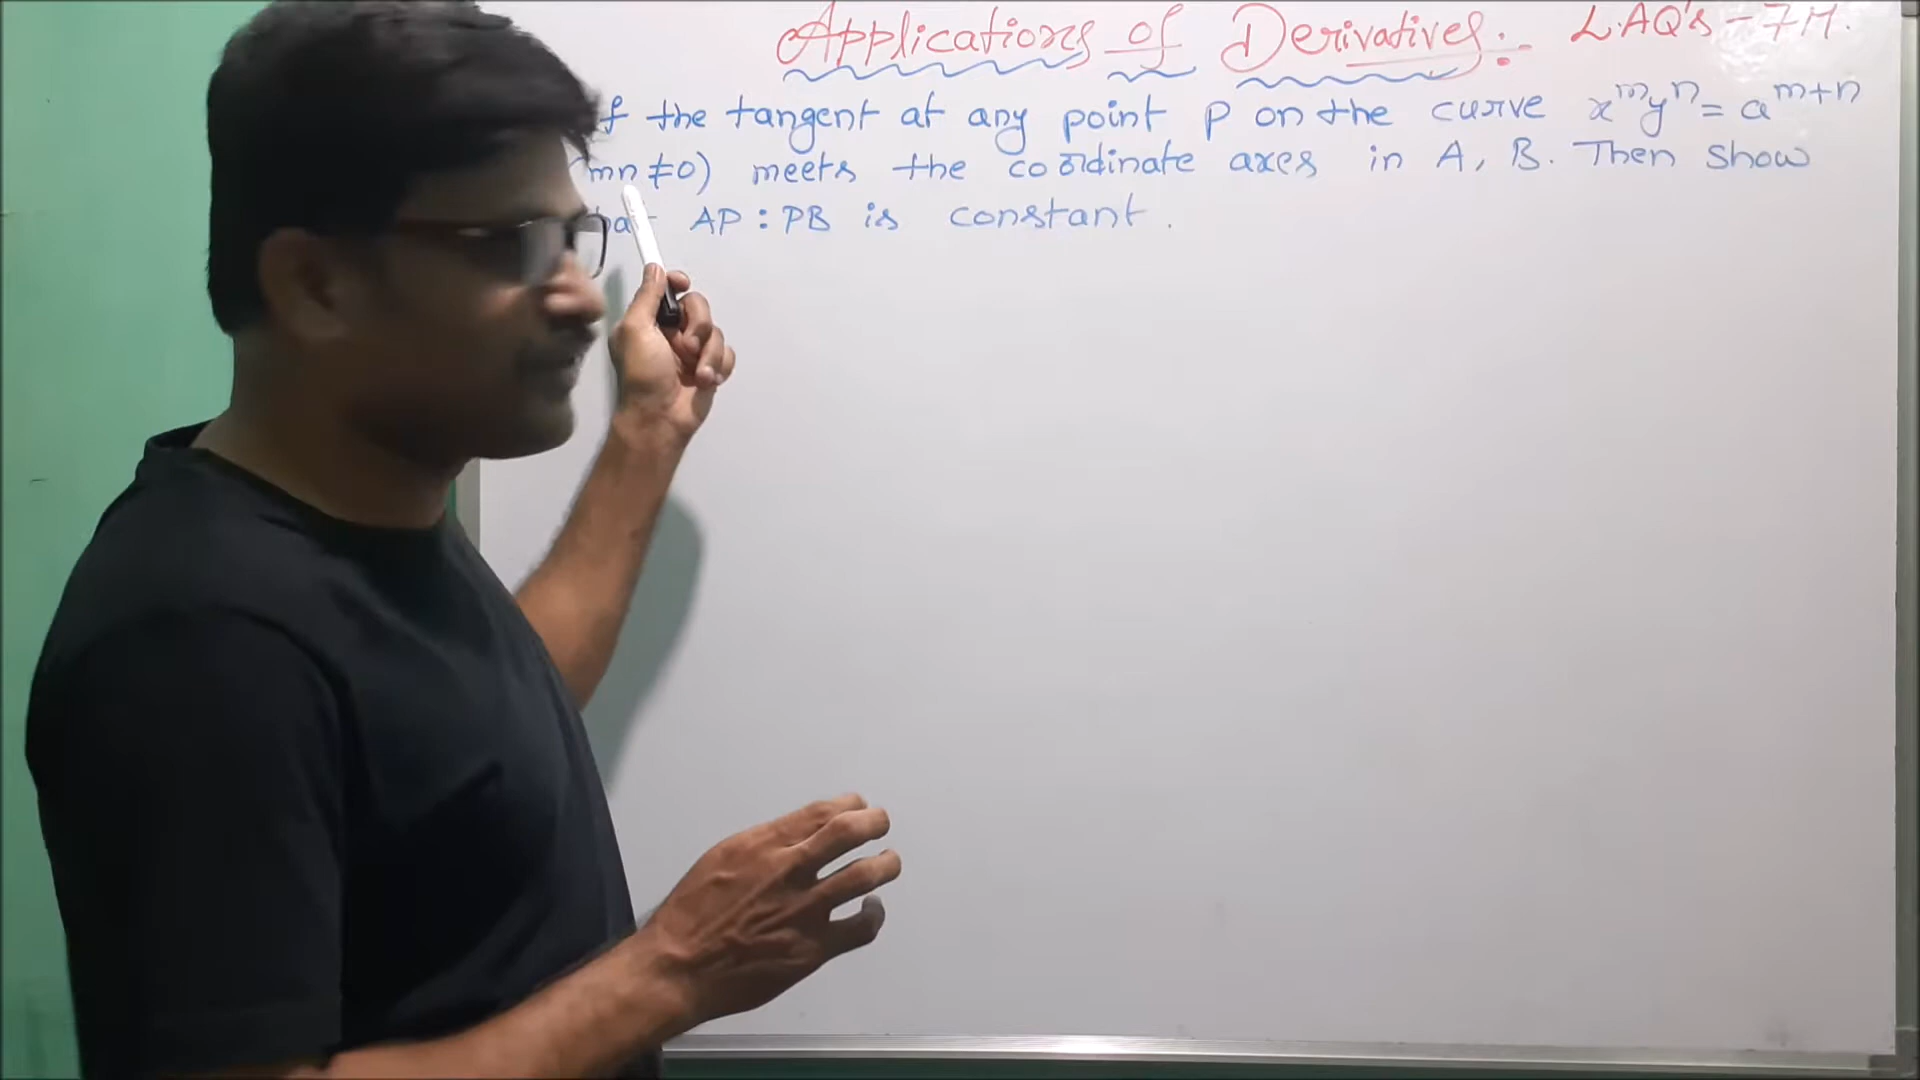 Applications of Derivatives:- LAQ's - 7M.
the tangent at any point P on the curve x^m y^n = a^{m+n}
(mn≠0) meets the coordinate axes in A, B. Then show
AP : PB is constant.